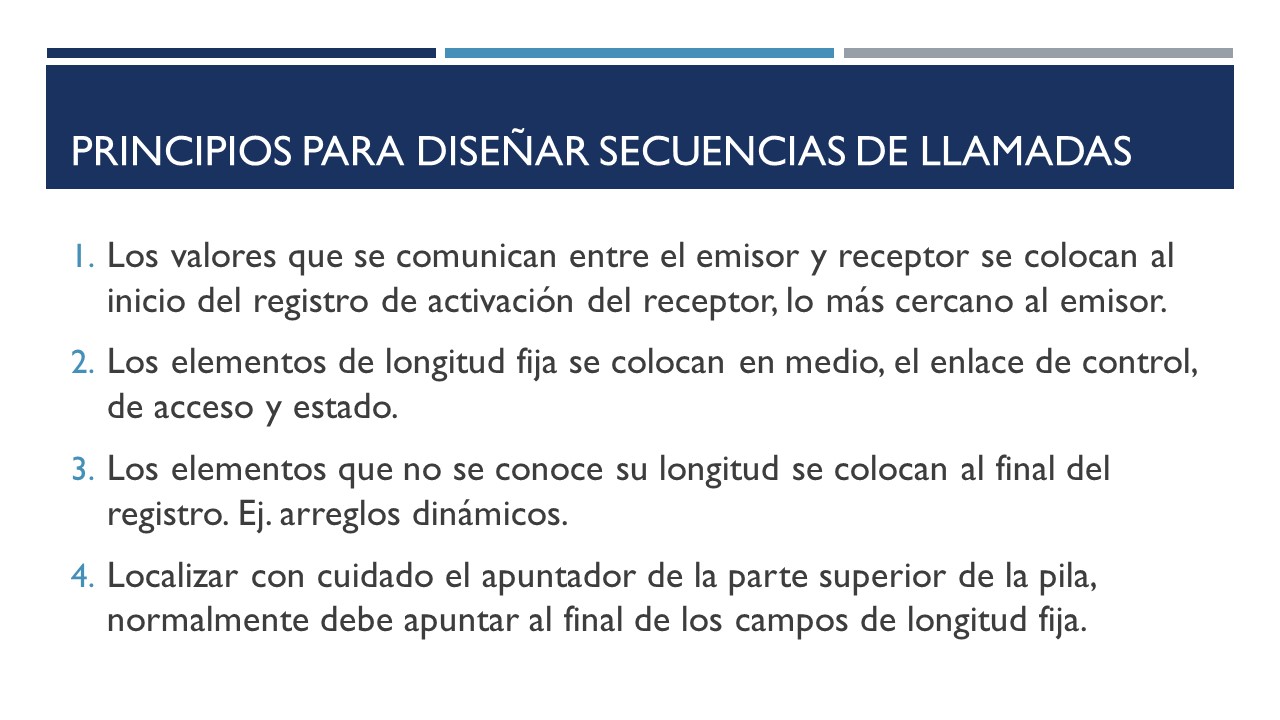 PRINCIPIOS PARA DISEÑAR SECUENCIAS DE LLAMADAS
1. Los valores que se comunican entre el emisor y receptor se colocan al
inicio del registro de activación del receptor, lo más cercano al emisor.
2. Los elementos de longitud fija se colocan en medio, el enlace de control,
de acceso y estado.
3. Los elementos que no se conoce su longitud se colocan al final del
registro. Ej. arreglos dinámicos.
4. Localizar con cuidado el apuntador de la parte superior de la pila,
normalmente debe apuntar al final de los campos de longitud fija.